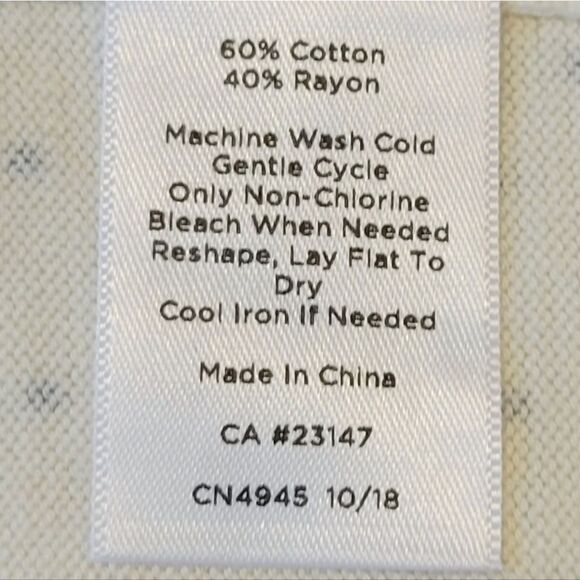 60% Cotton
40% Rayon
Machine Wash Cold
Gentle Cycle
Only Non-Chlorine
Bleach When Needed
Reshape, Lay Flat To
Dry
Cool Iron If Needed
Made In China
CA #23147
CN4945 10/18